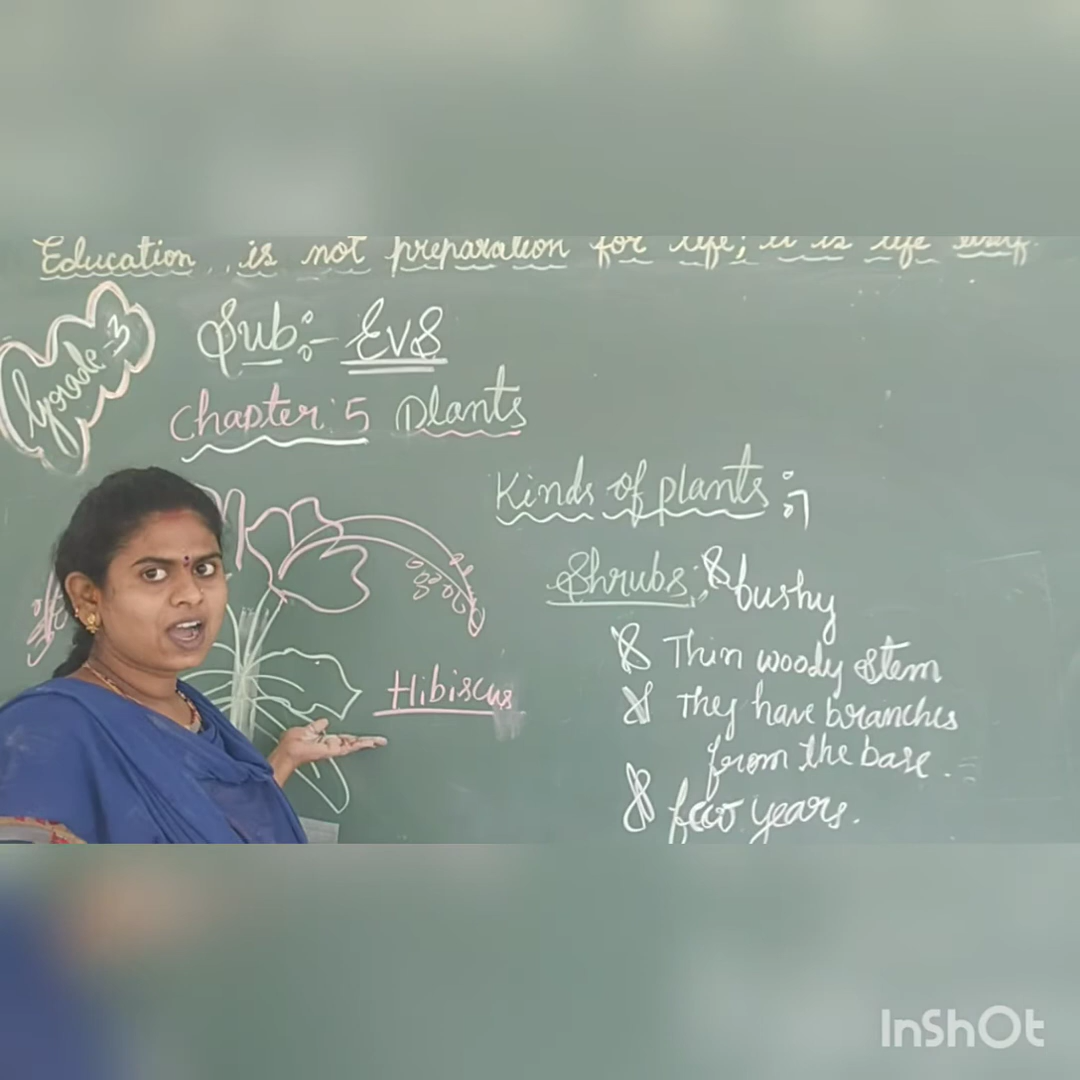 Education is not preparation for life; it is life itself.
Grade-3
Sub:- EVS
Chapter: 5 Plants
Kinds of plants :-
Shrubs:- bushy
Thin woody stem
They have branches
from the base.
few years.
Hibiscus
InShOt